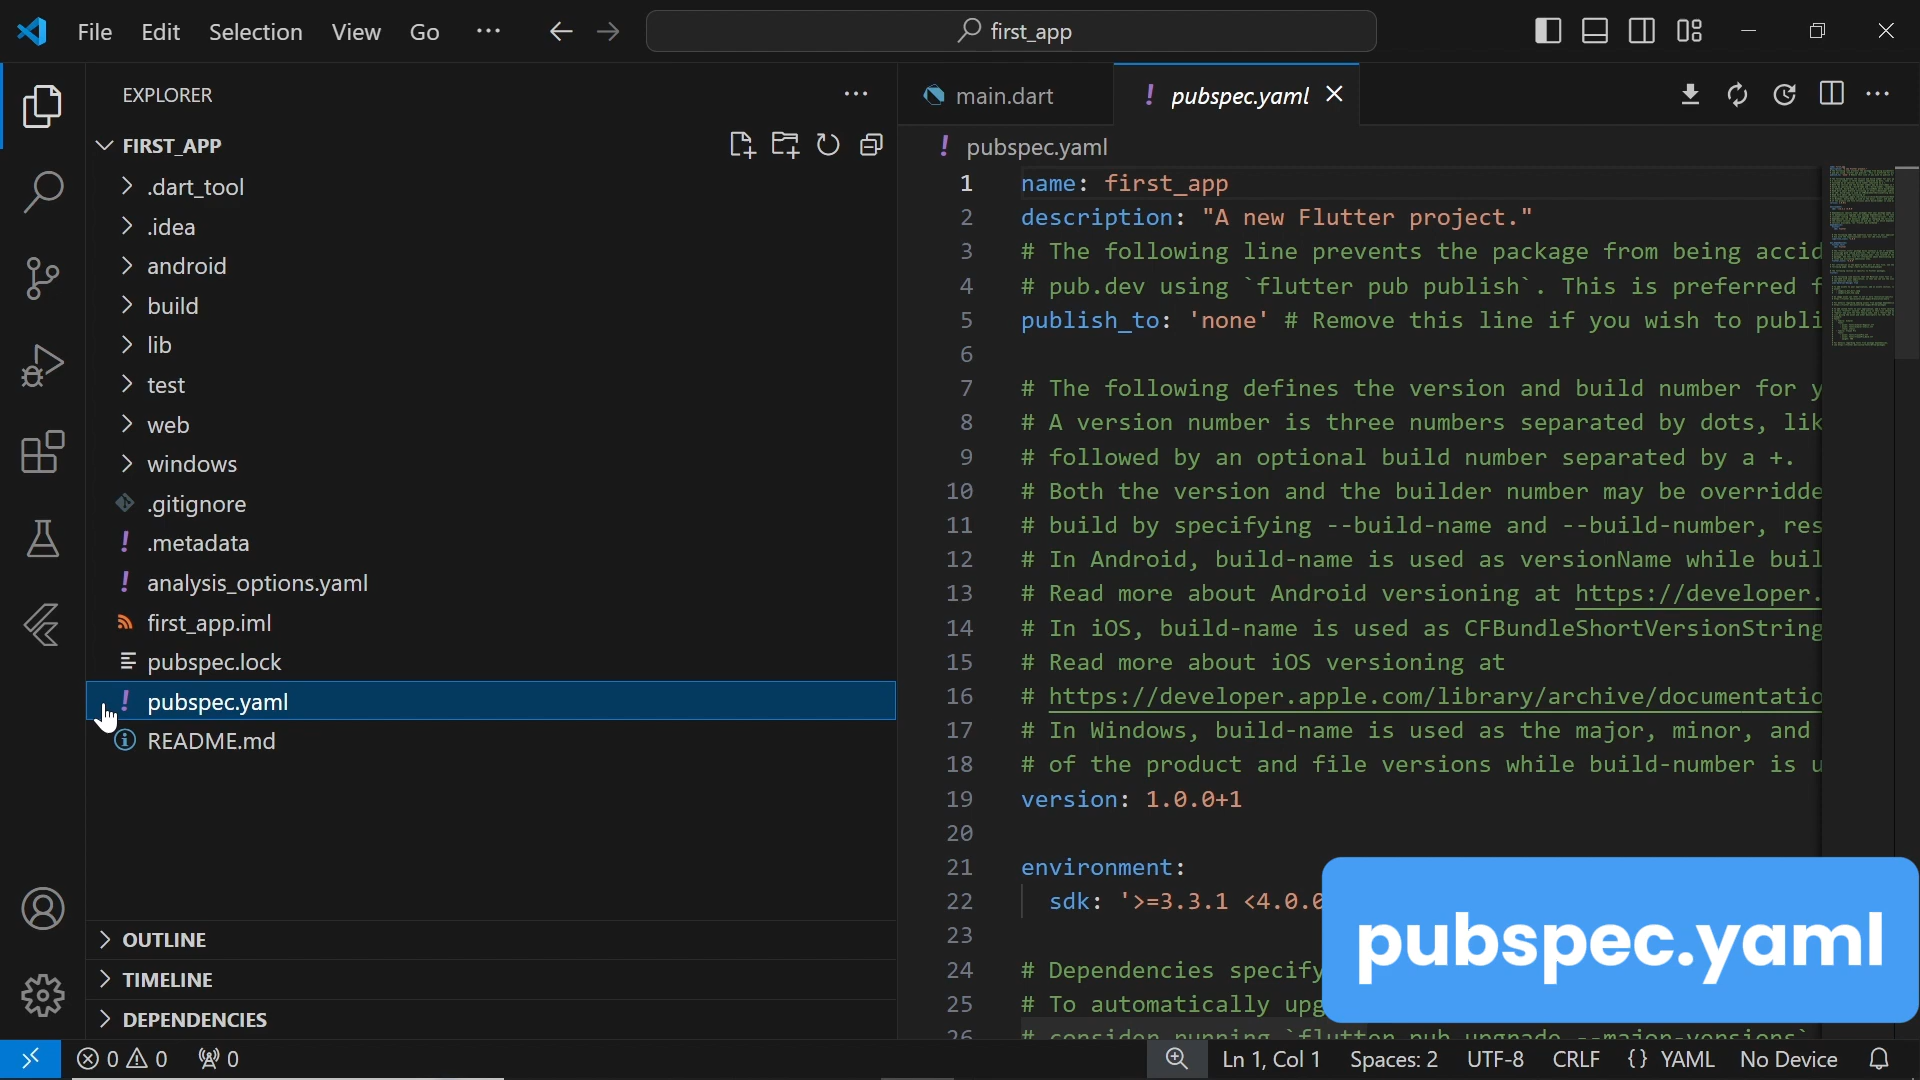 File Edit Selection View Go ··· first_app
EXPLORER
FIRST_APP
.dart_tool
.idea
android
build
lib
test
web
windows
.gitignore
.metadata
analysis_options.yaml
first_app.iml
pubspec.lock
pubspec.yaml
README.md
OUTLINE
TIMELINE
DEPENDENCIES
main.dart ! pubspec.yaml
! pubspec.yaml
1 name: first_app
2 description: "A new Flutter project."
3 # The following line prevents the package from being accid
4 # pub.dev using `flutter pub publish`. This is preferred f
5 publish_to: 'none' # Remove this line if you wish to publi
6
7 # The following defines the version and build number for y
8 # A version number is three numbers separated by dots, lik
9 # followed by an optional build number separated by a +.
10 # Both the version and the builder number may be overridde
11 # build by specifying --build-name and --build-number, res
12 # In Android, build-name is used as versionName while buil
13 # Read more about Android versioning at https://developer.
14 # In iOS, build-name is used as CFBundleShortVersionString
15 # Read more about iOS versioning at
16 # https://developer.apple.com/library/archive/documentatio
17 # In Windows, build-name is used as the major, minor, and
18 # of the product and file versions while build-number is u
19 version: 1.0.0+1
20
21 environment:
22 sdk: '>=3.3.1 <4.0.0
23
24 # Dependencies specify
25 # To automatically upg
26 # consider running `flutter pub upgrade --major-versions`
pubspec.yaml
0 0 0 Ln 1, Col 1 Spaces: 2 UTF-8 CRLF {} YAML No Device